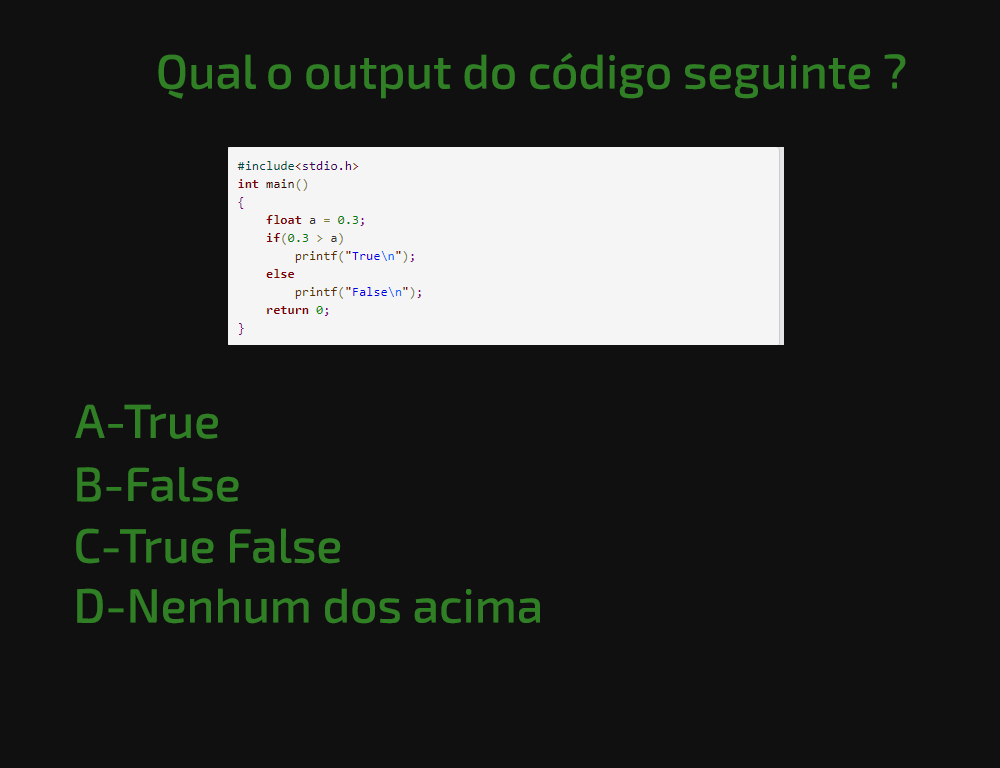 Qual o output do código seguinte ?
#include<stdio.h>
int main()
{
    float a = 0.3;
    if(0.3 > a)
        printf("True\n");
    else
        printf("False\n");
    return 0;
}
A-True
B-False
C-True False
D-Nenhum dos acima